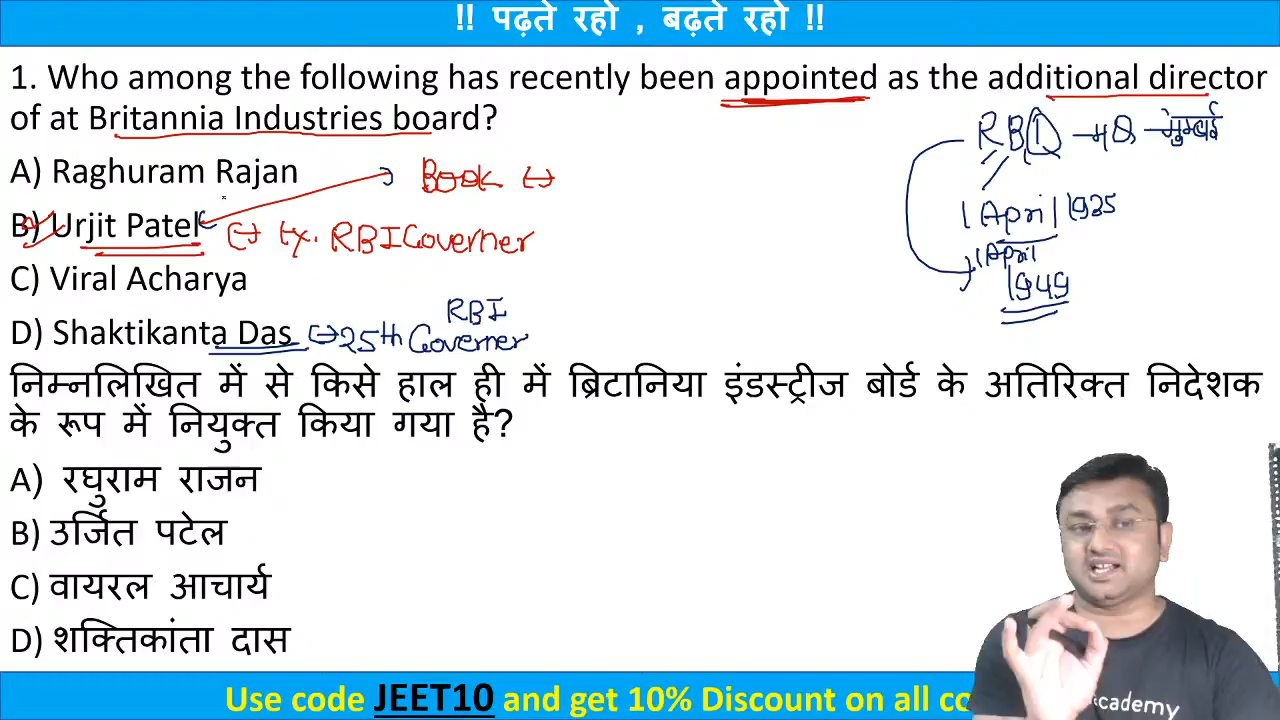 !! पढ़ते रहो , बढ़ते रहो !!
1. Who among the following has recently been appointed as the additional director
of at Britannia Industries board?
A) Raghuram Rajan
B) Urjit Patel
C) Viral Acharya
D) Shaktikanta Das
Book
Ex. RBI Governer
RBI
25th Governer
RBI
मुम्बई
1 April 1935
1 April
1949
निम्नलिखित में से किसे हाल ही में ब्रिटानिया इंडस्ट्रीज बोर्ड के अतिरिक्त निदेशक
के रूप में नियुक्त किया गया है?
A) रघुराम राजन
B) उर्जित पटेल
C) वायरल आचार्य
D) शक्तिकांता दास
Use code JEET10 and get 10% Discount on all co
cademy